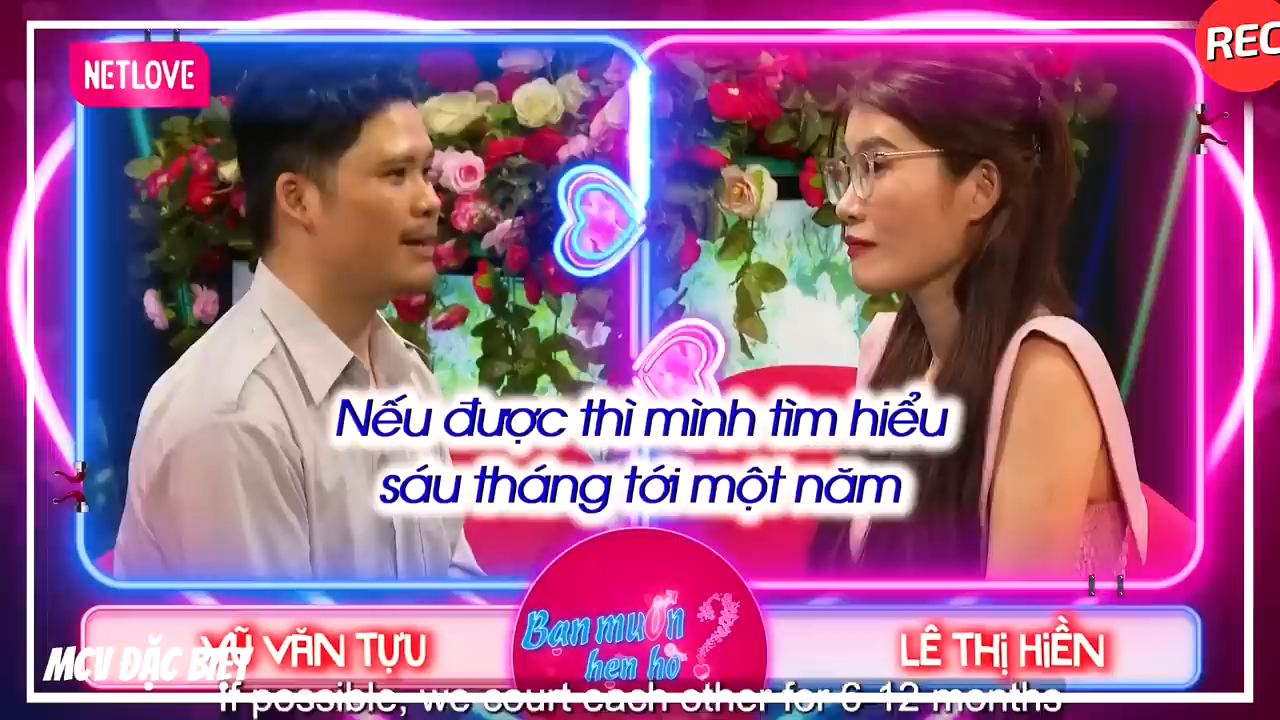 NETLOVE
REC
Nếu được thì mình tìm hiểu
sáu tháng tới một năm
VŨ VĂN TỰU
LÊ THỊ HIỀN
Bạn muốn
hẹn hò
?
MCV ĐẶC BIỆT
If possible, we court each other for 6-12 months